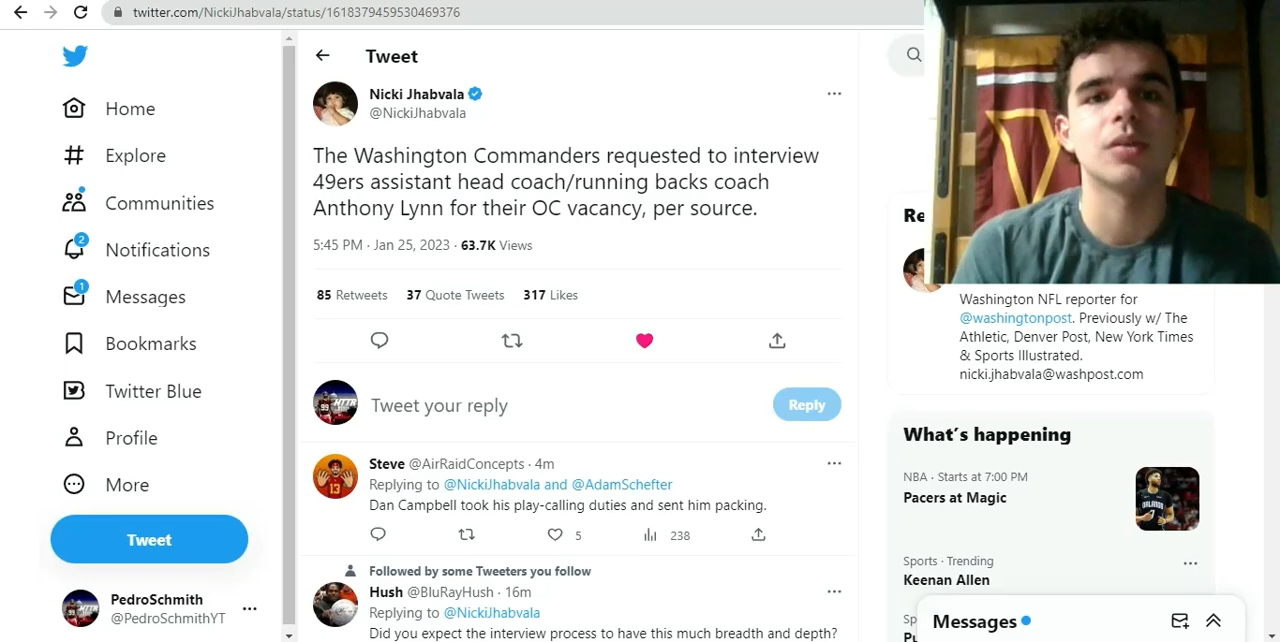 twitter.com/NickiJhabvala/status/1618379459530469376
Home
Explore
Communities
2
Notifications
1
Messages
Bookmarks
Twitter Blue
Profile
More
Tweet
PedroSchmith
@PedroSchmithYT
Tweet
Nicki Jhabvala
@NickiJhabvala
The Washington Commanders requested to interview
49ers assistant head coach/running backs coach
Anthony Lynn for their OC vacancy, per source.
5:45 PM · Jan 25, 2023 · 63.7K Views
85 Retweets 37 Quote Tweets 317 Likes
Tweet your reply
Reply
Steve @AirRaidConcepts · 4m
Replying to @NickiJhabvala and @AdamSchefter
Dan Campbell took his play-calling duties and sent him packing.
5 238
Followed by some Tweeters you follow
Hush @BluRayHush · 16m
Replying to @NickiJhabvala
Did you expect the interview process to have this much breadth and depth?
Re
Washington NFL reporter for
@washingtonpost. Previously w/ The
Athletic, Denver Post, New York Times
& Sports Illustrated.
nicki.jhabvala@washpost.com
What's happening
NBA · Starts at 7:00 PM
Pacers at Magic
Sports · Trending
Keenan Allen
Messages